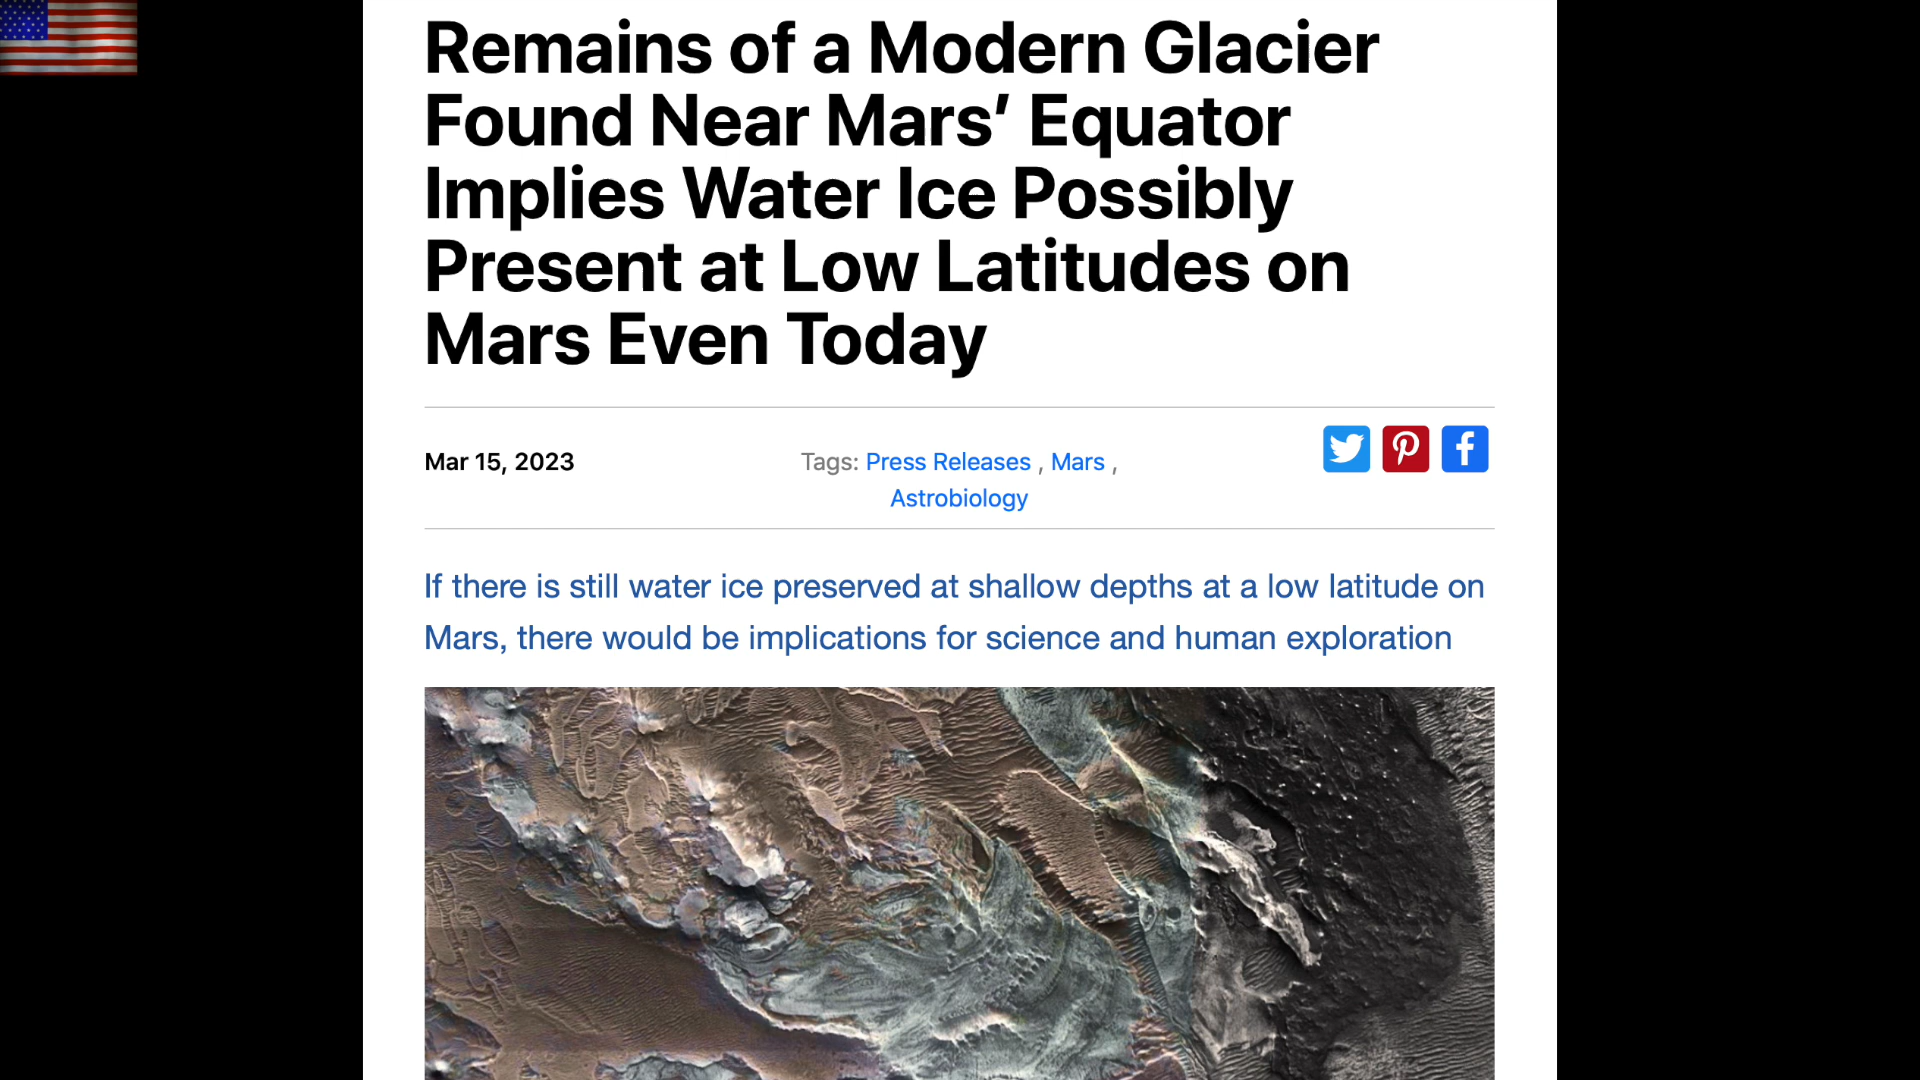 Remains of a Modern Glacier
Found Near Mars’ Equator
Implies Water Ice Possibly
Present at Low Latitudes on
Mars Even Today
Mar 15, 2023
Tags: Press Releases , Mars ,
Astrobiology
If there is still water ice preserved at shallow depths at a low latitude on
Mars, there would be implications for science and human exploration